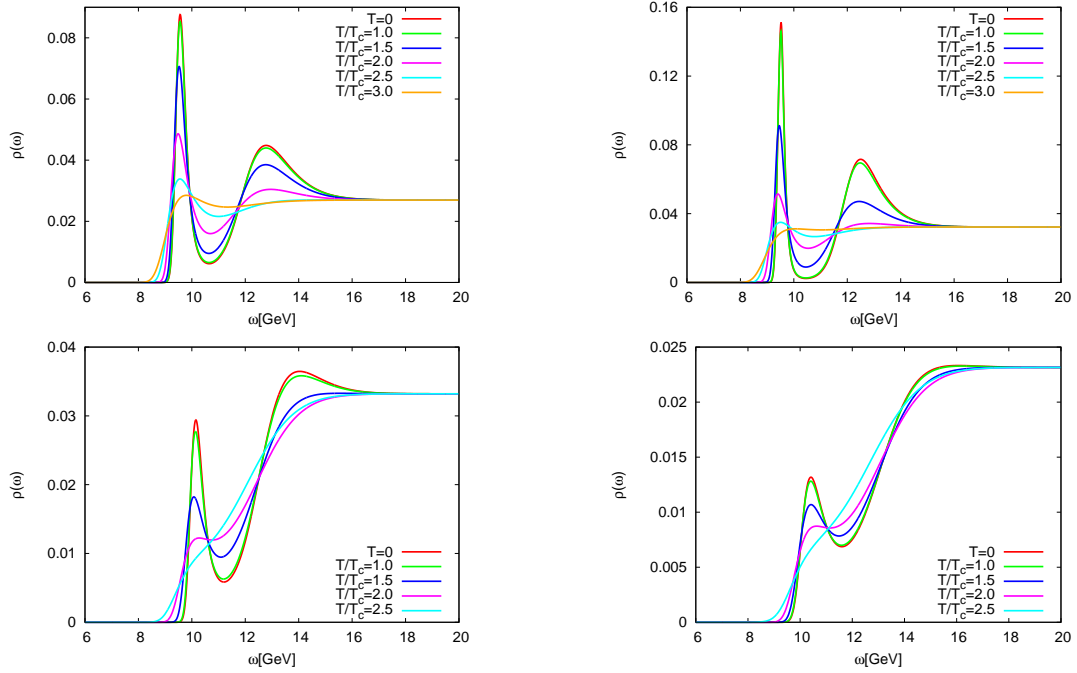 0.08
0.06
0.04
0.02
0
6 8 10 12 14 16 18 20
ρ(ω)
ω[GeV]
T=0
T/Tc=1.0
T/Tc=1.5
T/Tc=2.0
T/Tc=2.5
T/Tc=3.0
0.16
0.12
0.08
0.04
0
6 8 10 12 14 16 18 20
ρ(ω)
ω[GeV]
T=0
T/Tc=1.0
T/Tc=1.5
T/Tc=2.0
T/Tc=2.5
T/Tc=3.0
0.04
0.03
0.02
0.01
0
6 8 10 12 14 16 18 20
ρ(ω)
ω[GeV]
T=0
T/Tc=1.0
T/Tc=1.5
T/Tc=2.0
T/Tc=2.5
0.025
0.02
0.015
0.01
0.005
0
6 8 10 12 14 16 18 20
ρ(ω)
ω[GeV]
T=0
T/Tc=1.0
T/Tc=1.5
T/Tc=2.0
T/Tc=2.5